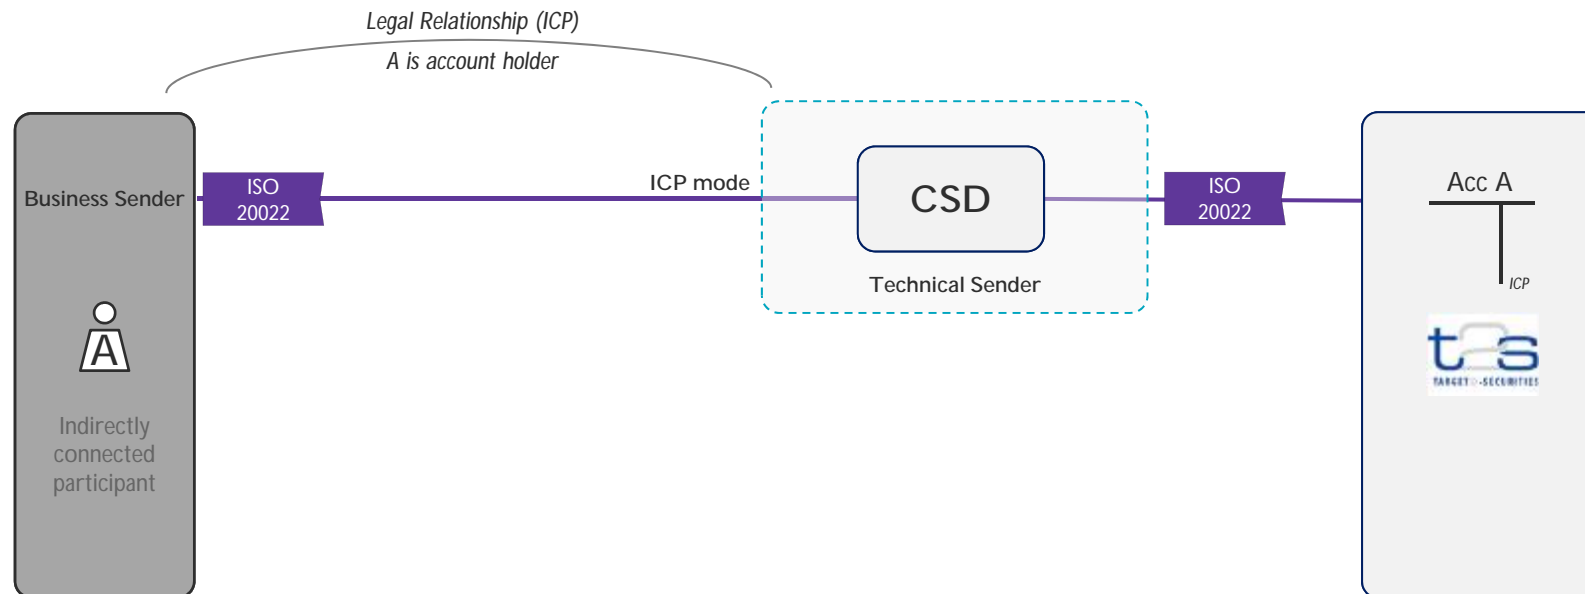 Legal Relationship (ICP)
A is account holder
Business Sender
ISO
20022
ICP mode
CSD
Technical Sender
ISO
20022
Acc A
ICP
A
Indirectly
connected
participant
t2s
TARGET2-SECURITIES